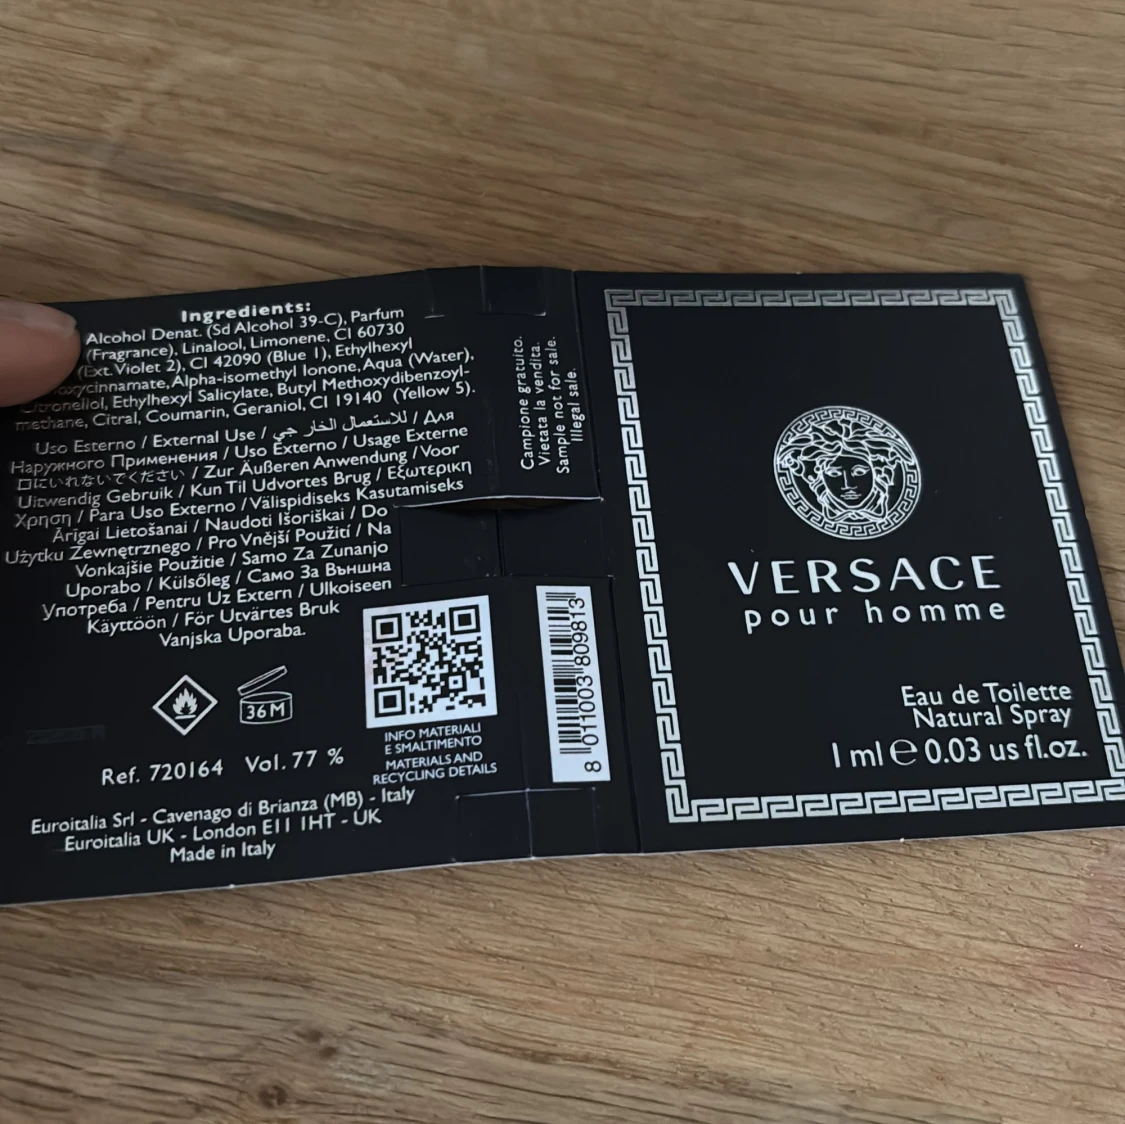 Ingredients:
Alcohol Denat. (Sd Alcohol 39-C), Parfum
(Fragrance), Linalool, Limonene, CI 60730
(Ext. Violet 2), CI 42090 (Blue 1), Ethylhexyl
Alpha-isomethyl Ionone, Aqua (Water),
Citronellol, Ethylhexyl Salicylate, Butyl Methoxydibenzoyl-
methane, Citral, Coumarin, Geraniol, CI 19140 (Yellow 5).
Uso Esterno / External Use / للاستعمال الخار جي / Для
Наружного Применения / Uso Externo / Usage Externe
口にいれないでください / Zur Äußeren Anwendung / Voor
Uitwendig Gebruik / Kun Til Udvortes Brug / Εξωτερικη
Χρηση / Para Uso Externo / Välispidiseks Kasutamiseks
Ārīgai Lietošanai / Naudoti Išoriškai / Do
Użytku Zewnętrznego / Pro Vnější Použití / Na
Vonkajšie Použitie / Samo Za Zunanjo
Uporabo / Külsőleg / Само За Външна
Употреба / Pentru Uz Extern / Ulkoiseen
Käyttöön / För Utvärtes Bruk
Vanjska Uporaba.
36M
INFO MATERIALI
E SMALTIMENTO
MATERIALS AND
RECYCLING DETAILS
Ref. 720164 Vol. 77 %
Euroitalia Srl - Cavenago di Brianza (MB) - Italy
Euroitalia UK - London E11 1HT - UK
Made in Italy
Campione gratuito.
Vietata la vendita.
Sample not for sale.
Illegal sale.
8 011003 809813
VERSACE
pour homme
Eau de Toilette
Natural Spray
1 ml ℮ 0.03 us fl.oz.